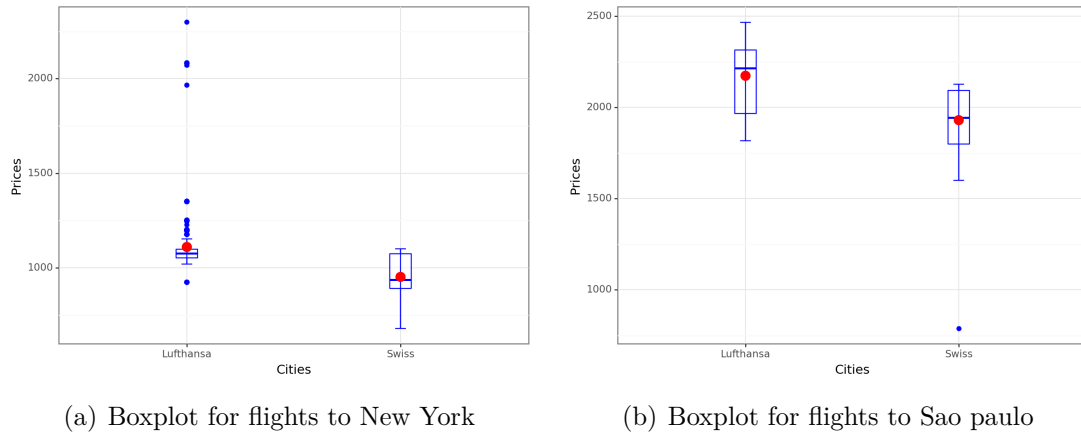 2000
1500
1000
Prices
Lufthansa
Swiss
Cities
(a) Boxplot for flights to New York
2500
2000
1500
1000
Prices
Lufthansa
Swiss
Cities
(b) Boxplot for flights to Sao paulo